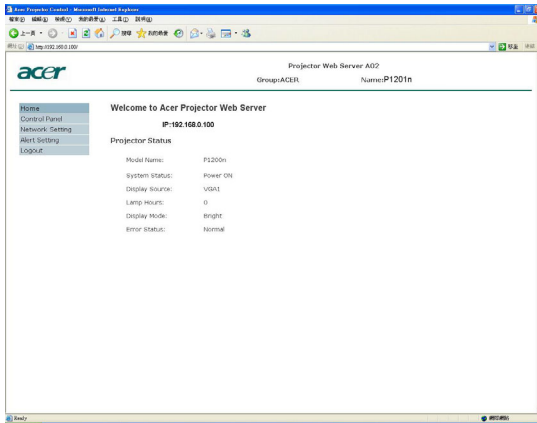 Acer Projector Control - Microsoft Internet Explorer
http://192.168.0.100/
acer
Projector Web Server A02
Group:ACER Name:P1201n
Home
Control Panel
Network Setting
Alert Setting
Logout
Welcome to Acer Projector Web Server
IP:192.168.0.100
Projector Status
Model Name: P1200n
System Status: Power ON
Display Source: VGA1
Lamp Hours: 0
Display Mode: Bright
Error Status: Normal
Ready